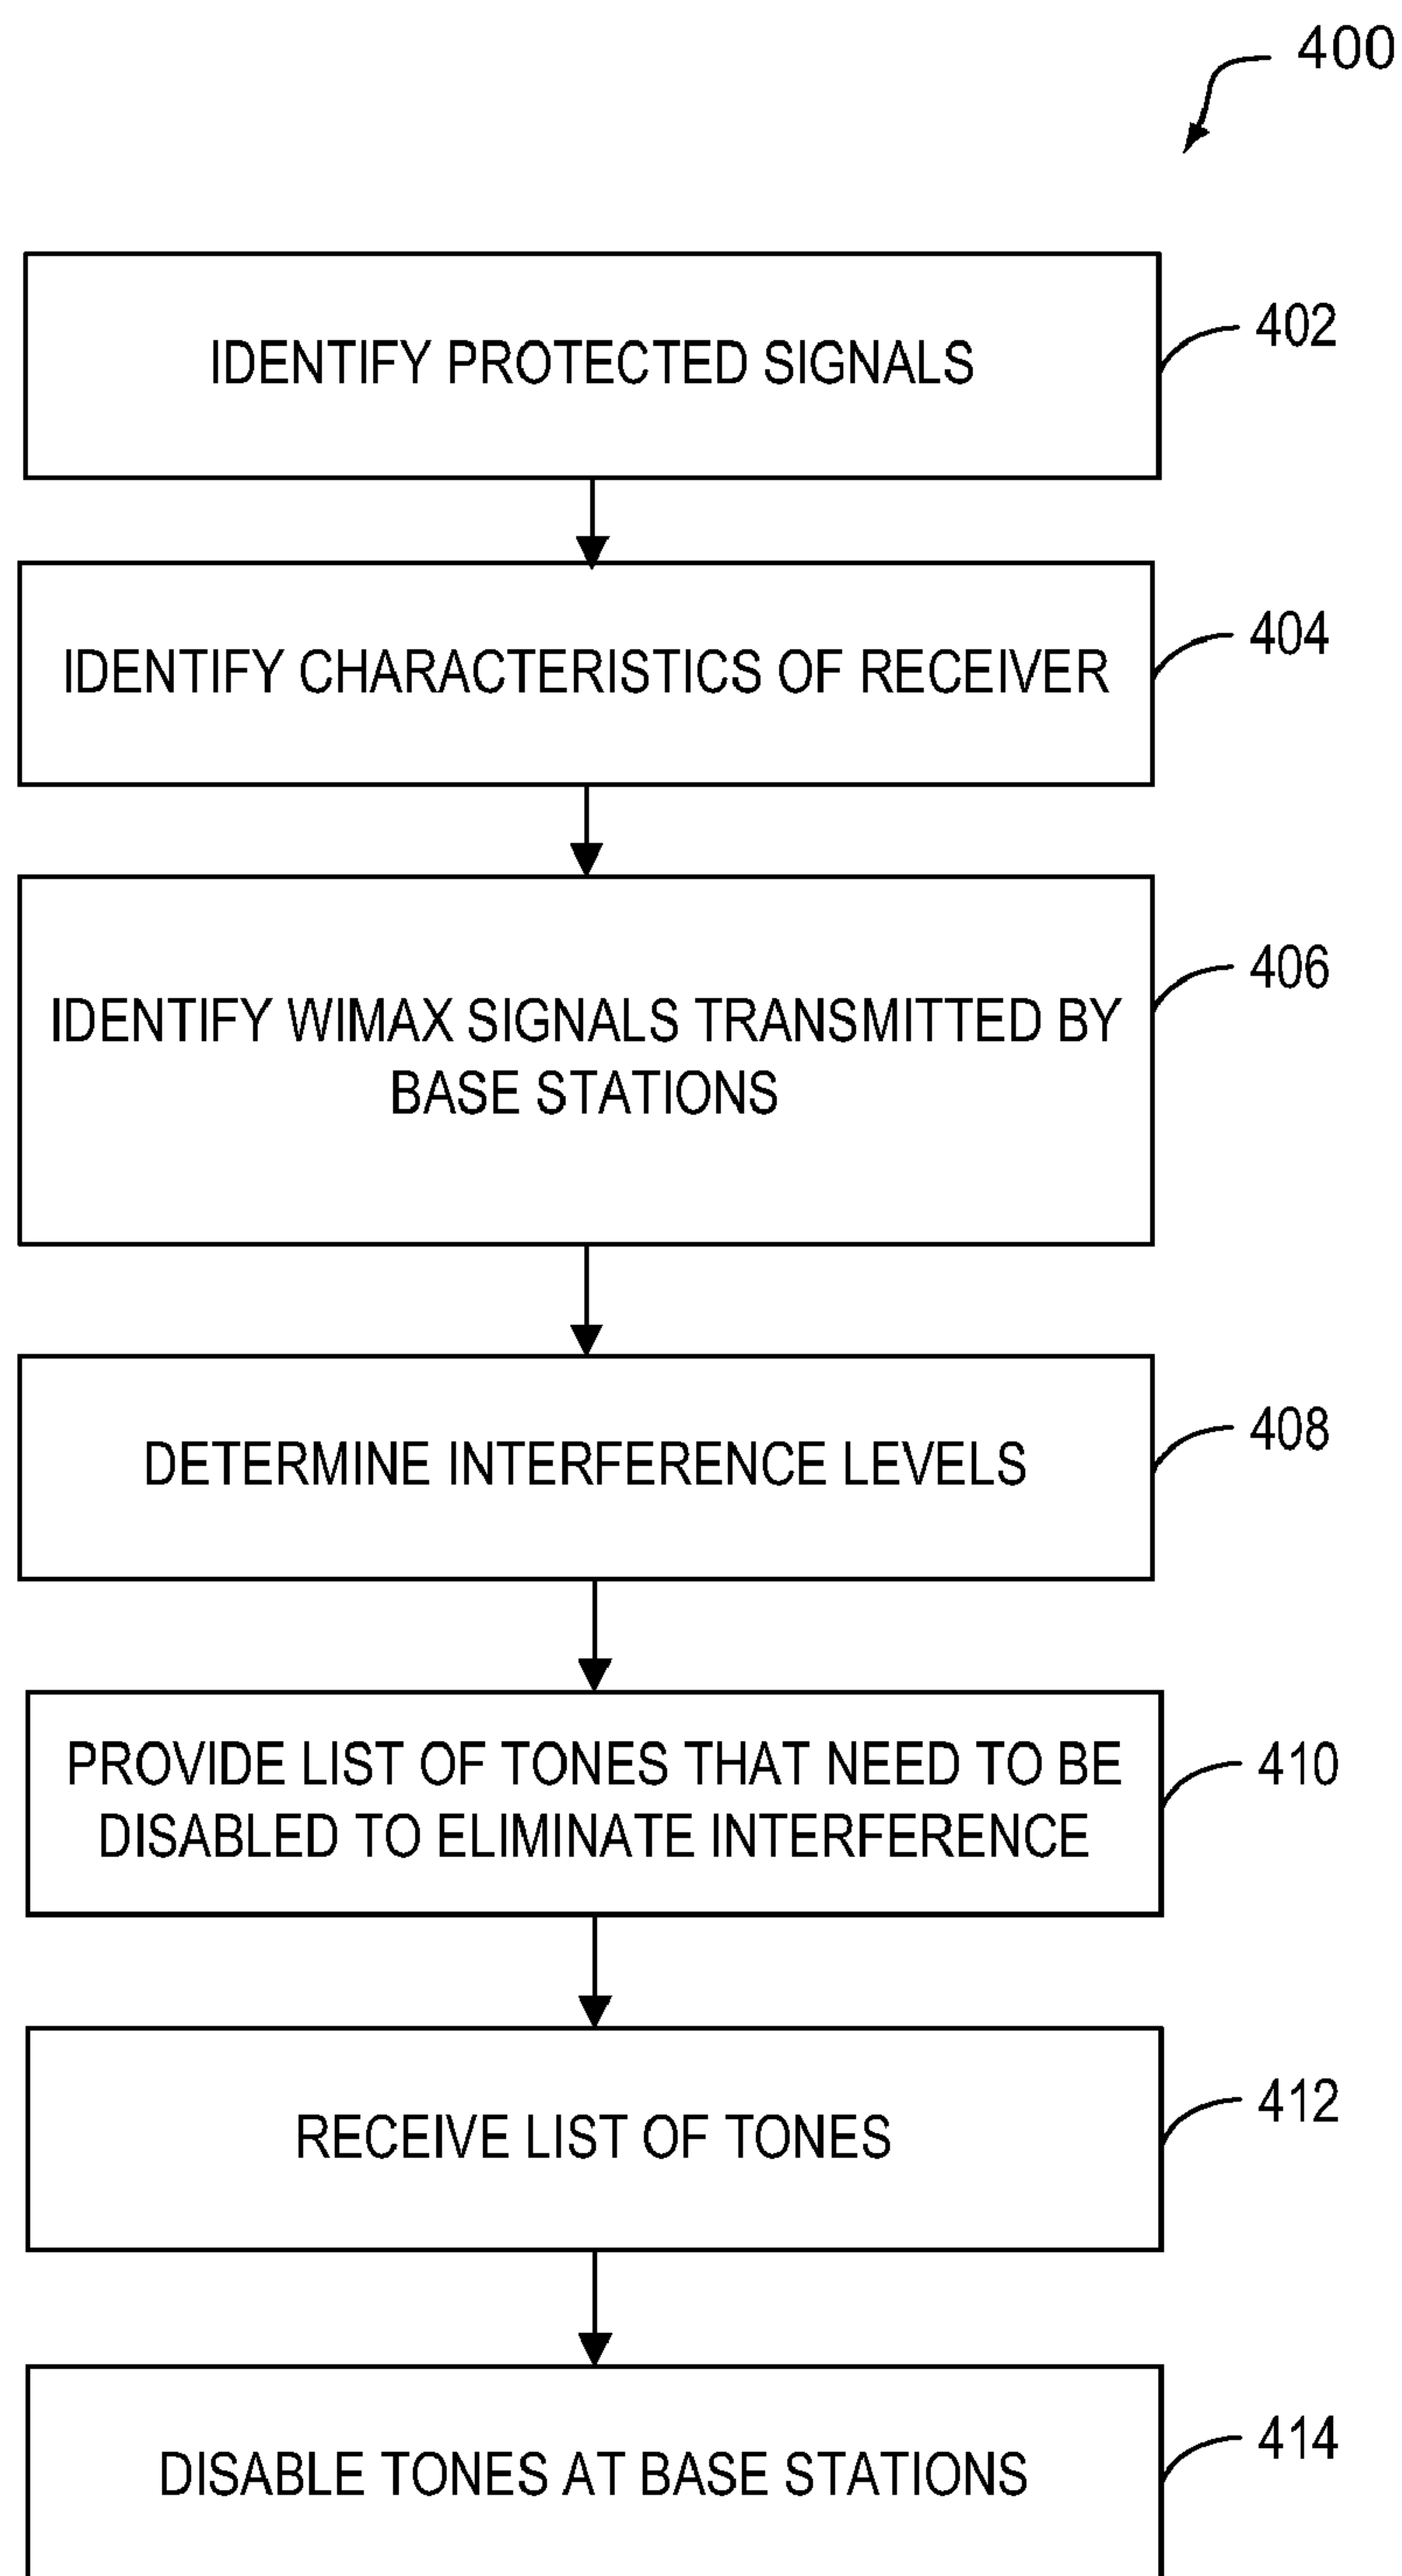 400
IDENTIFY PROTECTED SIGNALS
402
IDENTIFY CHARACTERISTICS OF RECEIVER
404
IDENTIFY WIMAX SIGNALS TRANSMITTED BY
BASE STATIONS
406
DETERMINE INTERFERENCE LEVELS
408
PROVIDE LIST OF TONES THAT NEED TO BE
DISABLED TO ELIMINATE INTERFERENCE
410
RECEIVE LIST OF TONES
412
DISABLE TONES AT BASE STATIONS
414